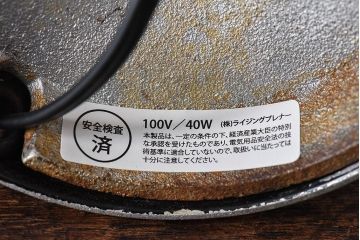 安全検査
済
100V／40W (株)ライジングプレナー
本製品は、一定の条件の下、経済産業大臣の特別
な承認を受けたものであり、電気用品安全法の技
術基準に適合していないので、取扱いに当たっては
十分に注意してください。